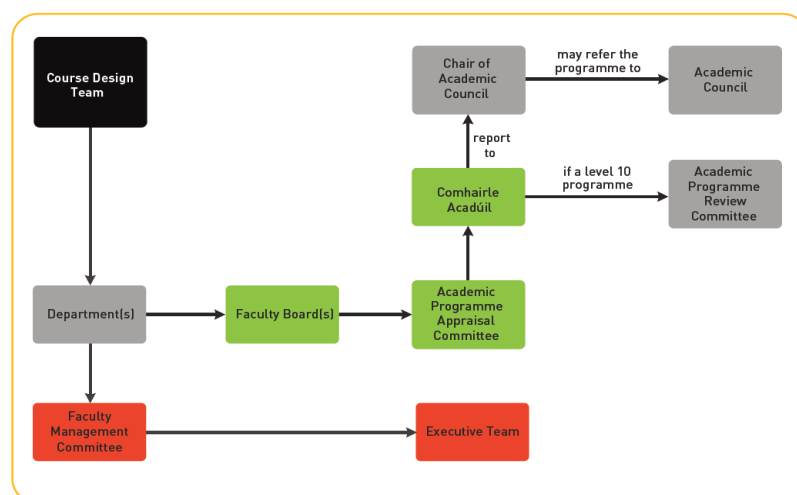 Course Design
Team
Chair of
Academic
Council
may refer the
programme to
Academic
Council
report
to
Comhairle
Acadúil
if a level 10
programme
Academic
Programme
Review
Committee
Department(s)
Faculty Board(s)
Academic
Programme
Appraisal
Committee
Faculty
Management
Committee
Executive Team